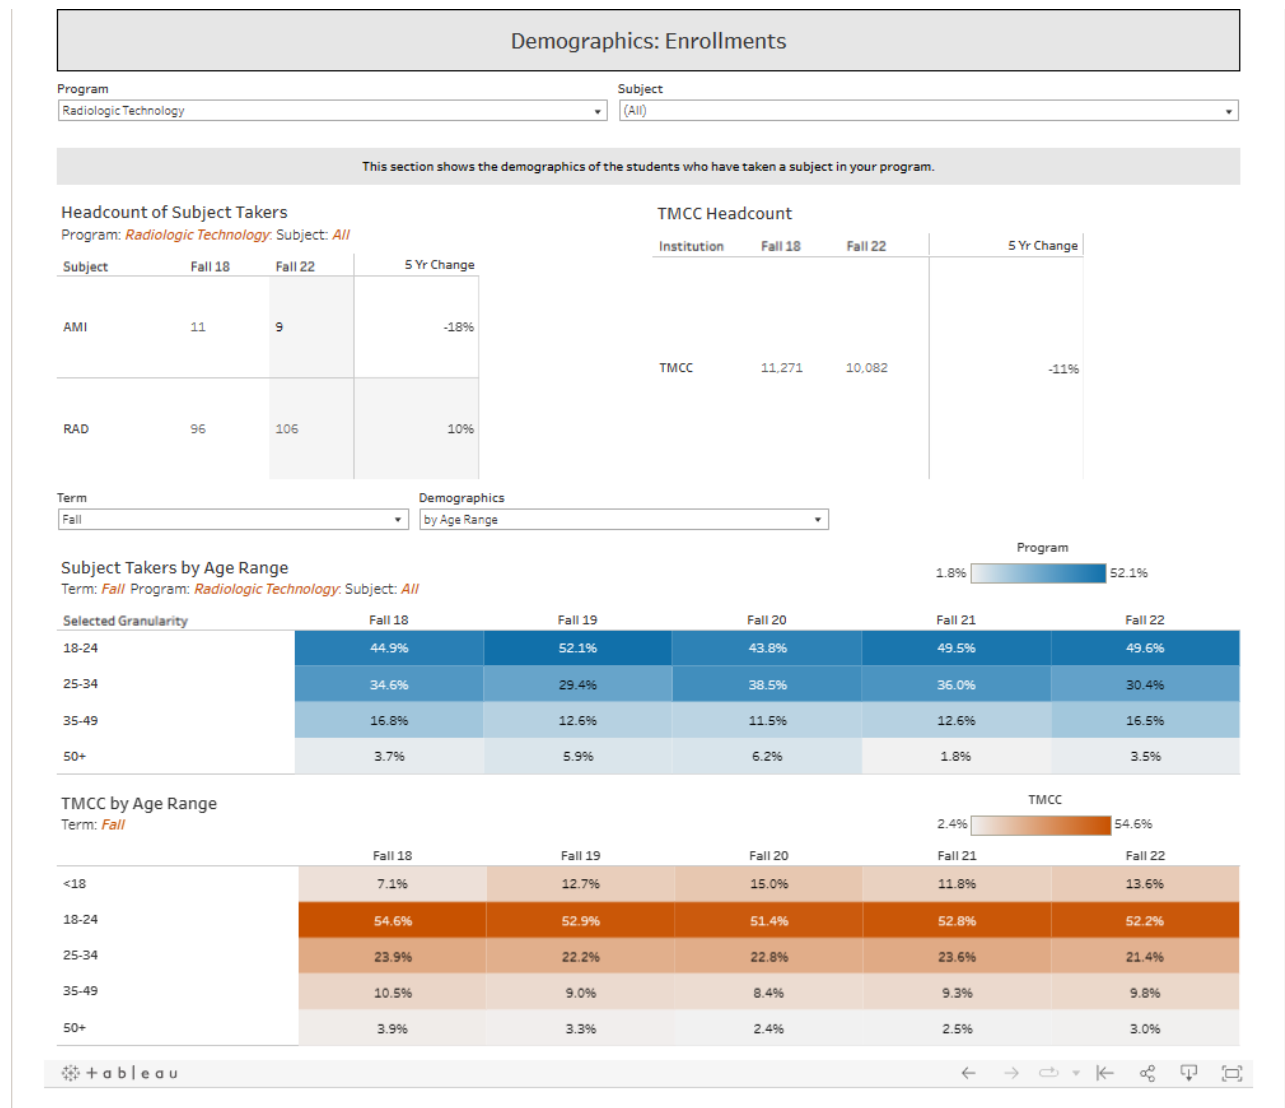 Demographics: Enrollments
Program Subject
Radiologic Technology (All)
This section shows the demographics of the students who have taken a subject in your program.
Headcount of Subject Takers
Program: Radiologic Technology. Subject: All
Subject Fall 18 Fall 22 5 Yr Change
AMI 11 9 -18%
RAD 96 106 10%
TMCC Headcount
Institution Fall 18 Fall 22 5 Yr Change
TMCC 11,271 10,082 -11%
Term Demographics
Fall by Age Range
Program
1.8% 52.1%
Subject Takers by Age Range
Term: Fall Program: Radiologic Technology. Subject: All
Selected Granularity Fall 18 Fall 19 Fall 20 Fall 21 Fall 22
18-24 44.9% 52.1% 43.8% 49.5% 49.6%
25-34 34.6% 29.4% 38.5% 36.0% 30.4%
35-49 16.8% 12.6% 11.5% 12.6% 16.5%
50+ 3.7% 5.9% 6.2% 1.8% 3.5%
TMCC by Age Range
Term: Fall
TMCC
2.4% 54.6%
Fall 18 Fall 19 Fall 20 Fall 21 Fall 22
<18 7.1% 12.7% 15.0% 11.8% 13.6%
18-24 54.6% 52.9% 51.4% 52.8% 52.2%
25-34 23.9% 22.2% 22.8% 23.6% 21.4%
35-49 10.5% 9.0% 8.4% 9.3% 9.8%
50+ 3.9% 3.3% 2.4% 2.5% 3.0%
+ableau